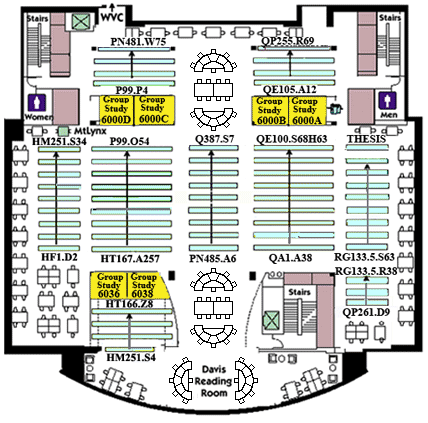 WVC
Stairs
PN481.W75
QP255.R69
Stairs
P99.P4
QE105.A12
Group Study 6000D
Group Study 6000C
Group Study 6000B
Group Study 6000A
Women
Men
MtLynx
HM251.S34
P99.O54
Q387.S7
QE100.S68H63
THESIS
HF1.D2
HT167.A257
PN485.A6
QA1.A38
RG133.5.S63
RG133.5.R38
Group Study 6036
Group Study 6038
Stairs
HT166.Z8
QP261.D9
HM251.S4
Davis
Reading
Room